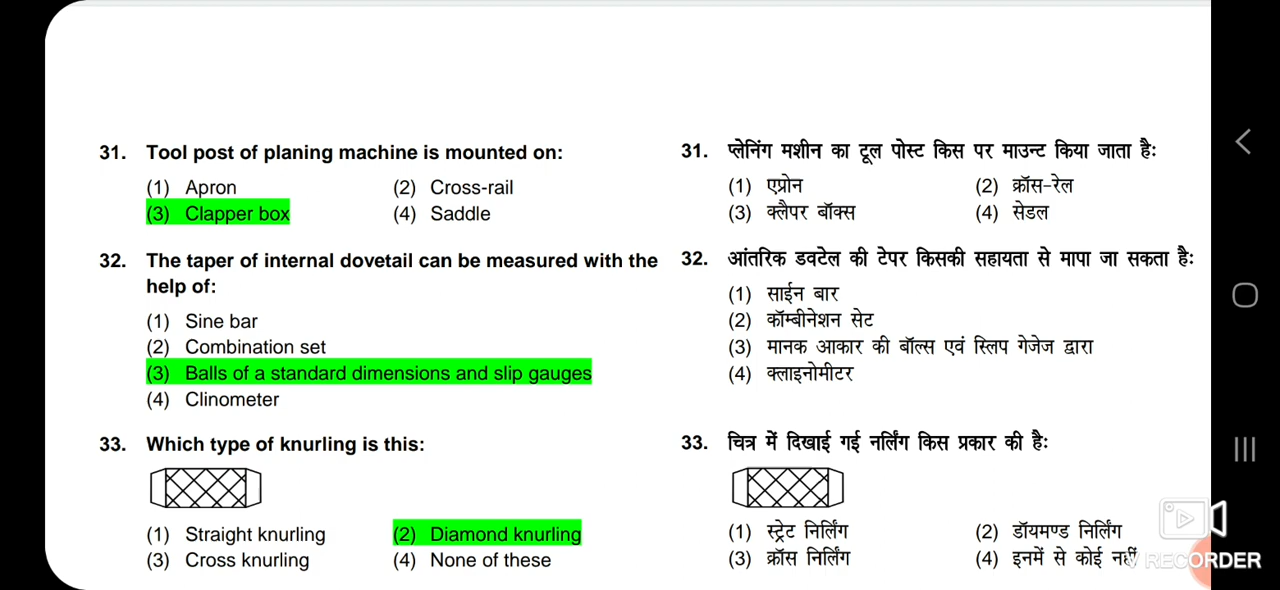 31. Tool post of planing machine is mounted on:
(1) Apron (2) Cross-rail
(3) Clapper box (4) Saddle
32. The taper of internal dovetail can be measured with the
help of:
(1) Sine bar
(2) Combination set
(3) Balls of a standard dimensions and slip gauges
(4) Clinometer
33. Which type of knurling is this:
(1) Straight knurling (2) Diamond knurling
(3) Cross knurling (4) None of these
31. प्लेनिंग मशीन का टूल पोस्ट किस पर माउन्ट किया जाता है:
(1) एप्रोन (2) क्रॉस-रेल
(3) क्लैपर बॉक्स (4) सेडल
32. आंतरिक डवटेल की टेपर किसकी सहायता से मापा जा सकता है:
(1) साईन बार
(2) कॉम्बीनेशन सेट
(3) मानक आकार की बॉल्स एवं स्लिप गेजेज द्वारा
(4) क्लाइनोमीटर
33. चित्र में दिखाई गई नर्लिंग किस प्रकार की है:
(1) स्ट्रेट निर्लिंग (2) डॉयमण्ड निर्लिंग
(3) क्रॉस निर्लिंग (4) इनमें से कोई नहीं
V RECORDER